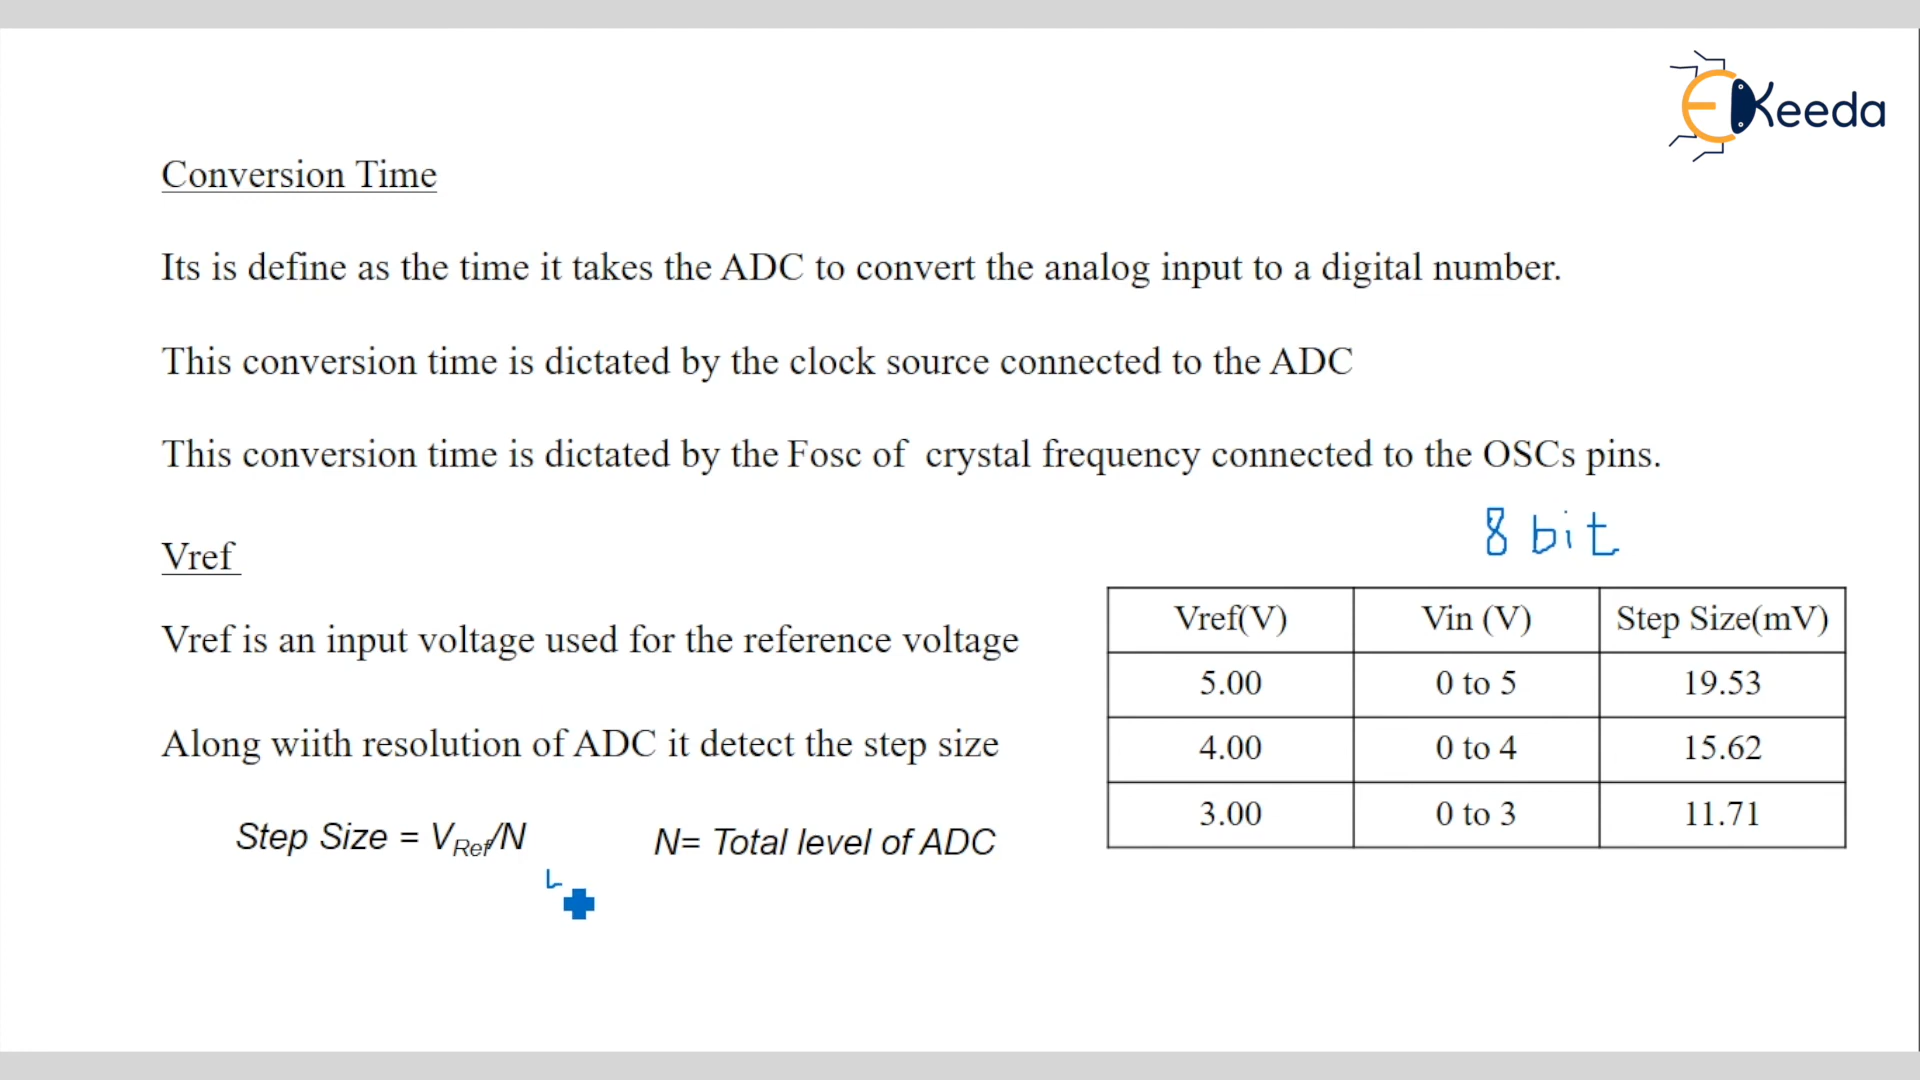 EKeeda
Conversion Time
Its is define as the time it takes the ADC to convert the analog input to a digital number.
This conversion time is dictated by the clock source connected to the ADC
This conversion time is dictated by the Fosc of crystal frequency connected to the OSCs pins.
8 bit
Vref
Vref is an input voltage used for the reference voltage
Along wiith resolution of ADC it detect the step size
Step Size = VRef/N N= Total level of ADC
Vref(V) Vin (V) Step Size(mV)
5.00 0 to 5 19.53
4.00 0 to 4 15.62
3.00 0 to 3 11.71